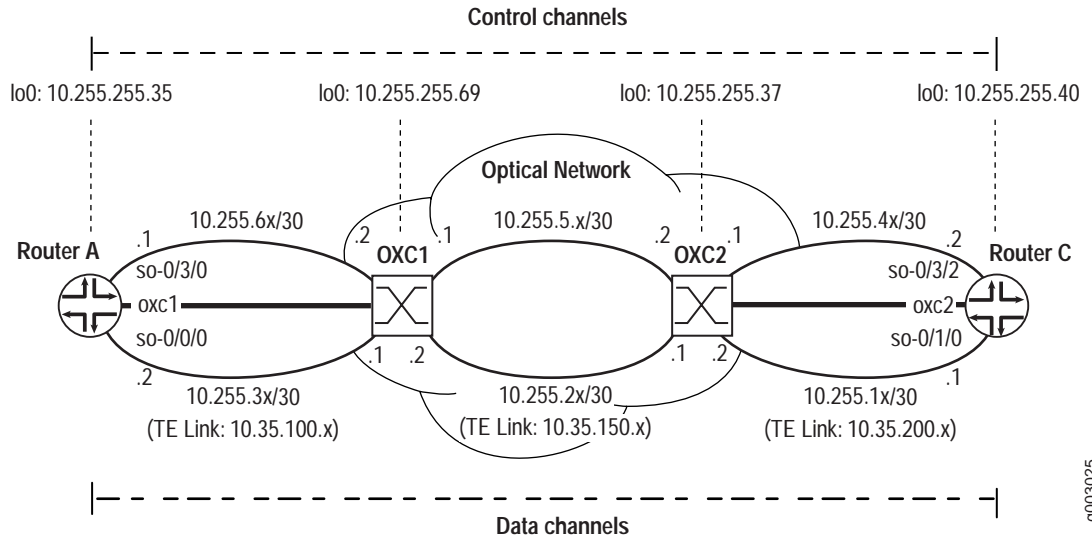 Control channels
lo0: 10.255.255.35
lo0: 10.255.255.69
lo0: 10.255.255.37
lo0: 10.255.255.40
Optical Network
10.255.6x/30
10.255.5.x/30
10.255.4x/30
Router A
.1
.2
OXC1
.1
.2
OXC2
.1
.2
Router C
so-0/3/0
so-0/3/2
oxc1
oxc2
so-0/0/0
so-0/1/0
.2
.1
.2
.1
.2
.1
10.255.3x/30
10.255.2x/30
10.255.1x/30
(TE Link: 10.35.100.x)
(TE Link: 10.35.150.x)
(TE Link: 10.35.200.x)
Data channels
g003025